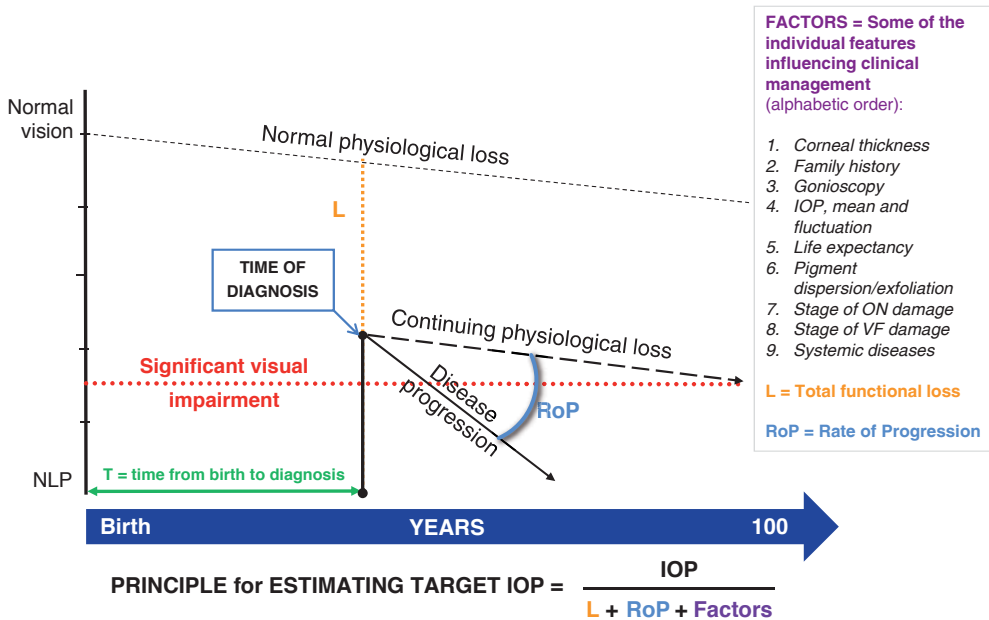 Normal
vision
Normal physiological loss
L
TIME OF
DIAGNOSIS
Continuing physiological loss
Significant visual
impairment
Disease
progression
RoP
T = time from birth to diagnosis
NLP
Birth
YEARS
100
PRINCIPLE for ESTIMATING TARGET IOP =
IOP
L + RoP + Factors
FACTORS = Some of the
individual features
influencing clinical
management
(alphabetic order):
1. Corneal thickness
2. Family history
3. Gonioscopy
4. IOP, mean and
fluctuation
5. Life expectancy
6. Pigment
dispersion/exfoliation
7. Stage of ON damage
8. Stage of VF damage
9. Systemic diseases
L = Total functional loss
RoP = Rate of Progression